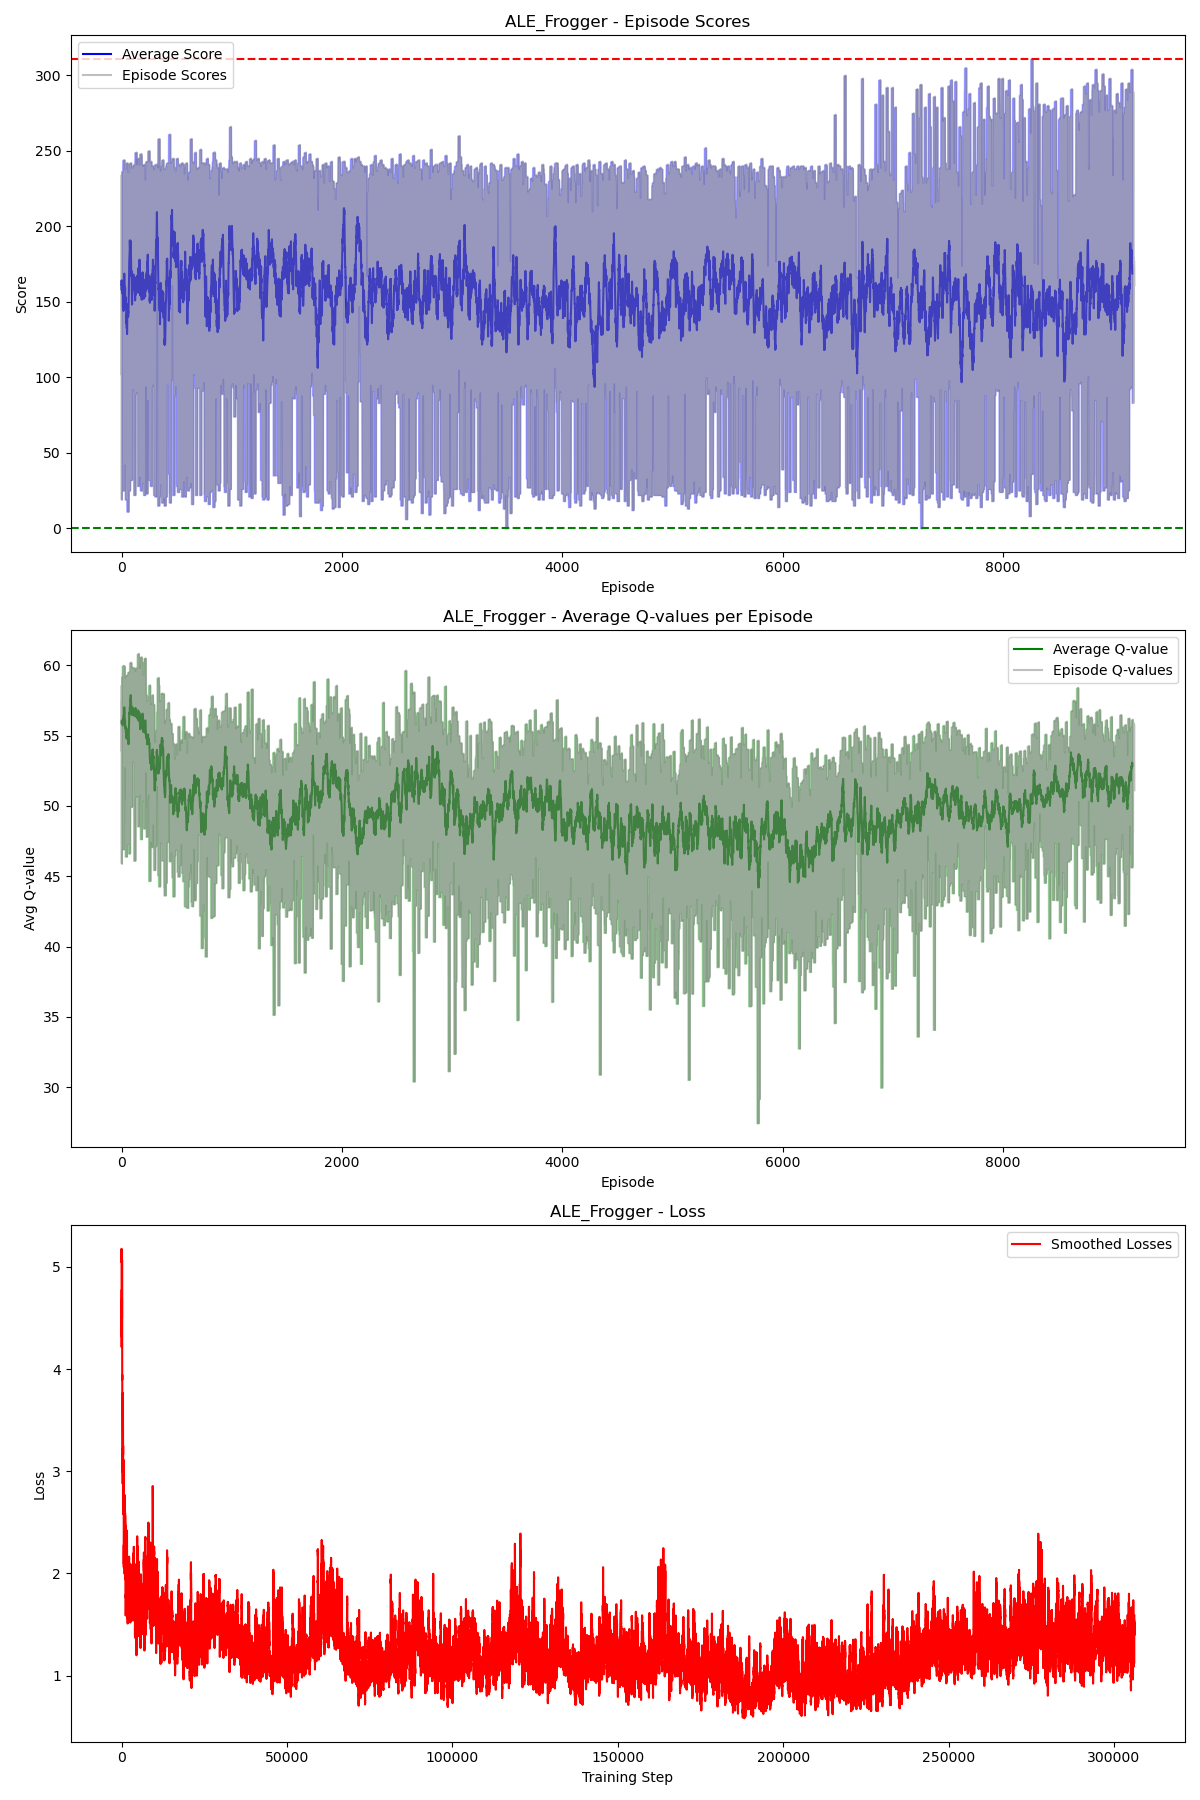 ALE_Frogger - Episode Scores
Average Score
Episode Scores
Score
300
250
200
150
100
50
0
0 2000 4000 6000 8000
Episode
ALE_Frogger - Average Q-values per Episode
Average Q-value
Episode Q-values
Avg Q-value
60
55
50
45
40
35
30
0 2000 4000 6000 8000
Episode
ALE_Frogger - Loss
Smoothed Losses
Loss
5
4
3
2
1
0 50000 100000 150000 200000 250000 300000
Training Step